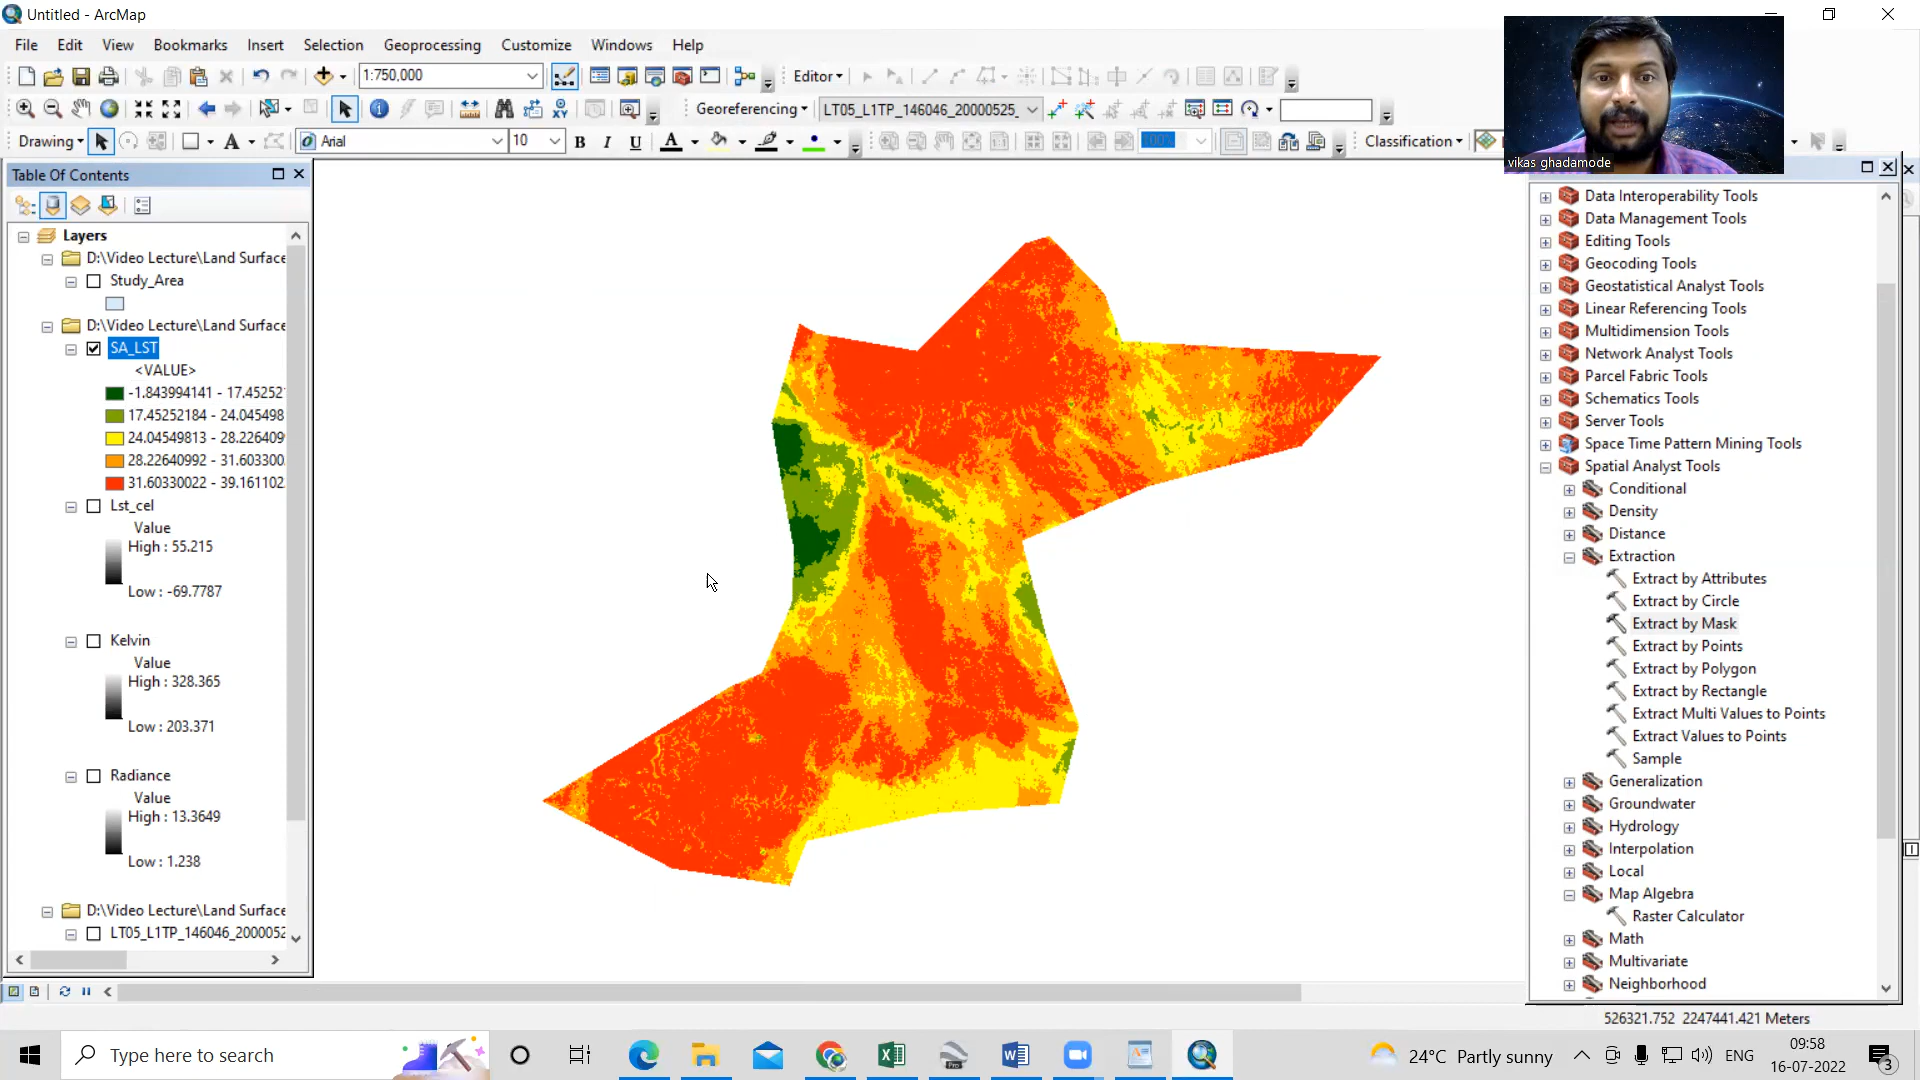 Untitled - ArcMap
File Edit View Bookmarks Insert Selection Geoprocessing Customize Windows Help
1:750,000 Editor
Georeferencing LT05_L1TP_146046_20000525_
Drawing Arial 10 B I U A 100% Classification
vikas ghadamode
Table Of Contents
Layers
D:\Video Lecture\Land Surface
Study_Area
D:\Video Lecture\Land Surface
SA_LST
<VALUE>
-1.843994141 - 17.45252
17.45252184 - 24.045498
24.04549813 - 28.226409
28.22640992 - 31.603300
31.60330022 - 39.161102
Lst_cel
Value
High : 55.215
Low : -69.7787
Kelvin
Value
High : 328.365
Low : 203.371
Radiance
Value
High : 13.3649
Low : 1.238
D:\Video Lecture\Land Surface
LT05_L1TP_146046_2000052
Data Interoperability Tools
Data Management Tools
Editing Tools
Geocoding Tools
Geostatistical Analyst Tools
Linear Referencing Tools
Multidimension Tools
Network Analyst Tools
Parcel Fabric Tools
Schematics Tools
Server Tools
Space Time Pattern Mining Tools
Spatial Analyst Tools
Conditional
Density
Distance
Extraction
Extract by Attributes
Extract by Circle
Extract by Mask
Extract by Points
Extract by Polygon
Extract by Rectangle
Extract Multi Values to Points
Extract Values to Points
Sample
Generalization
Groundwater
Hydrology
Interpolation
Local
Map Algebra
Raster Calculator
Math
Multivariate
Neighborhood
526321.752 2247441.421 Meters
Type here to search
24°C Partly sunny
ENG
09:58
16-07-2022
3